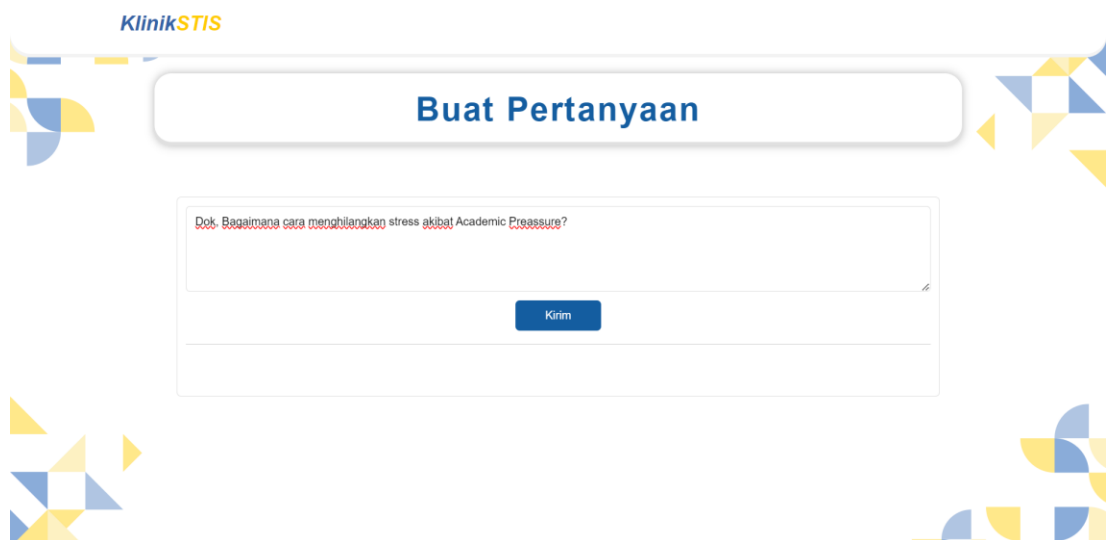 KlinikSTIS
Buat Pertanyaan
Dok, Bagaimana cara menghilangkan stress akibat Academic Preassure?
Kirim